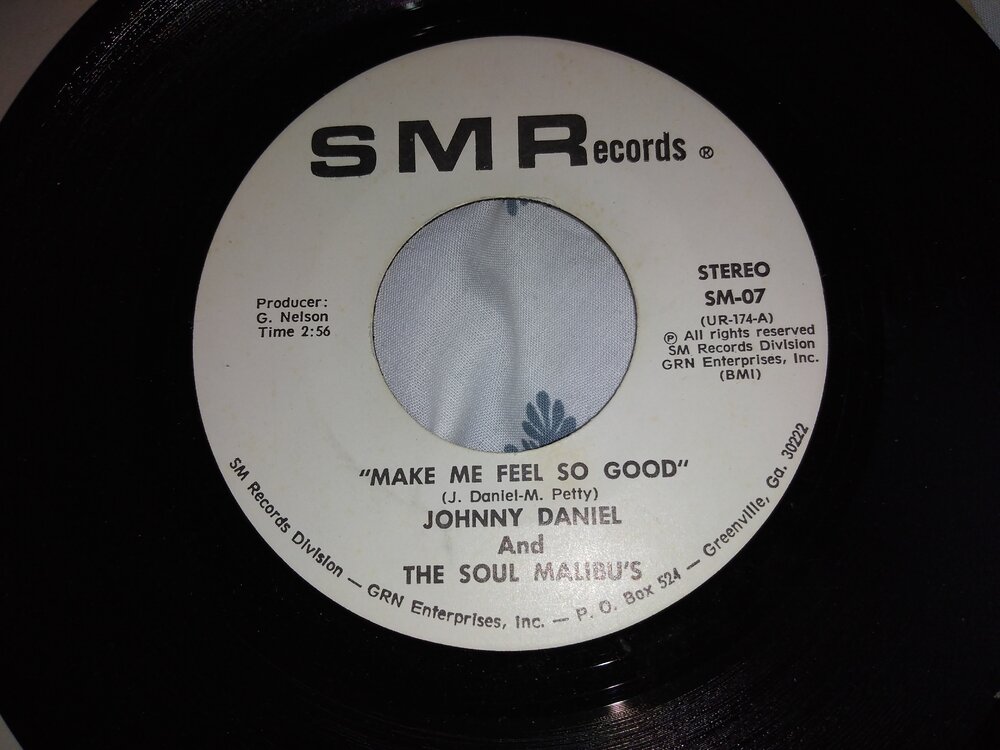 SMRecords ®
Producer:
G. Nelson
Time 2:56
STEREO
SM-07
(UR-174-A)
℗ All rights reserved
SM Records Division
GRN Enterprises, Inc.
(BMI)
"MAKE ME FEEL SO GOOD"
(J. Daniel-M. Petty)
JOHNNY DANIEL
And
THE SOUL MALIBU'S
SM Records Division — GRN Enterprises, Inc. — P. O. Box 524 — Greenville, Ga. 30222